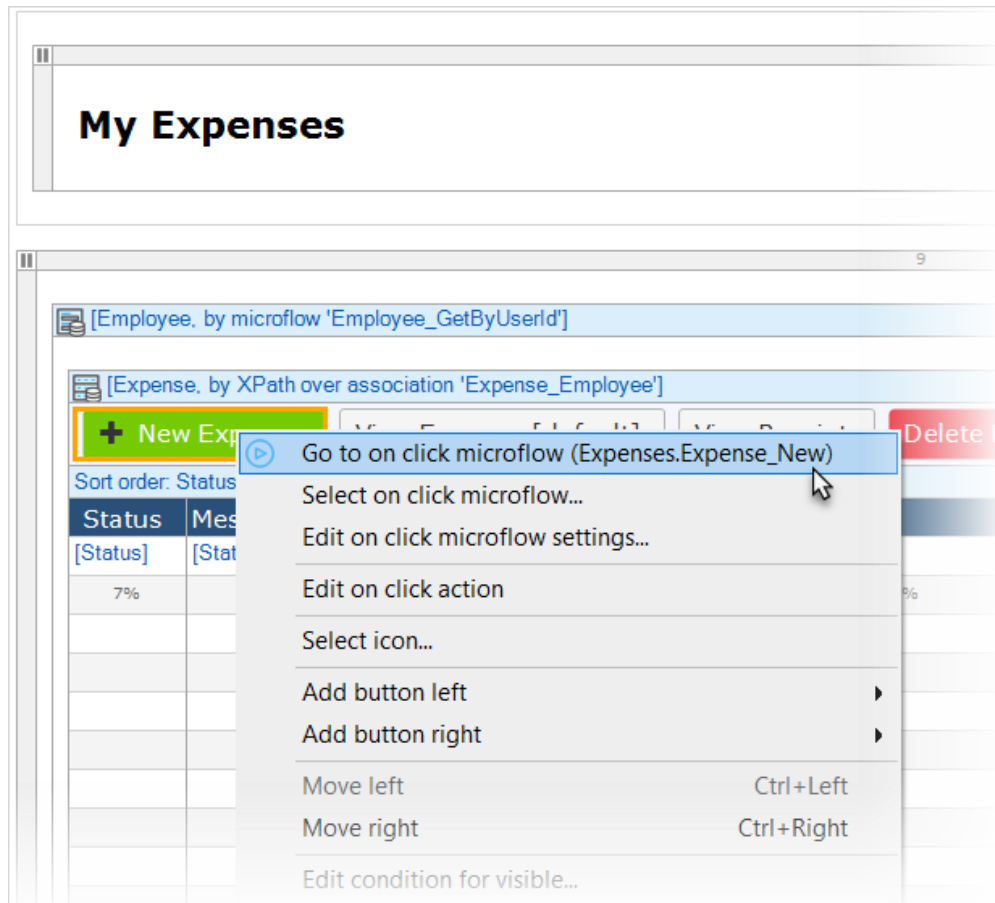 My Expenses
9
[Employee, by microflow 'Employee_GetByUserId']
[Expense, by XPath over association 'Expense_Employee']
New Exp
[default]
Delete
Go to on click microflow (Expenses.Expense_New)
Sort order: Status
Select on click microflow...
Status
Mes
Edit on click microflow settings...
[Status]
[Stat
7%
Edit on click action
%
Select icon...
Add button left
Add button right
Move left Ctrl+Left
Move right Ctrl+Right
Edit condition for visible...